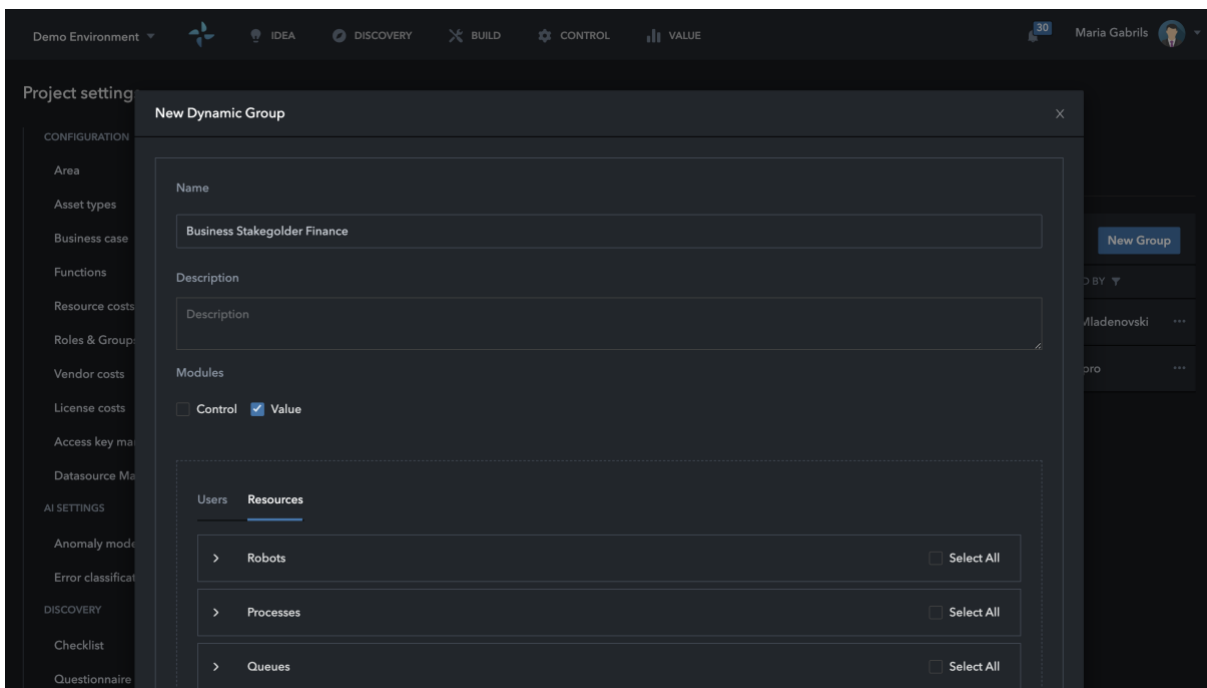 Demo Environment
IDEA
DISCOVERY
BUILD
CONTROL
VALUE
30
Maria Gabrils
Project setting
New Dynamic Group
X
CONFIGURATION
Area
Asset types
Business case
Functions
Resource costs
Roles & Group
Vendor costs
License costs
Access key ma
Datasource Ma
AI SETTINGS
Anomaly mode
Error classificat
DISCOVERY
Checklist
Questionnaire
Name
Business Stakegolder Finance
Description
Description
Modules
Control
Value
Users
Resources
Robots
Select All
Processes
Select All
Queues
Select All
New Group
D BY
Mladenovski
pro